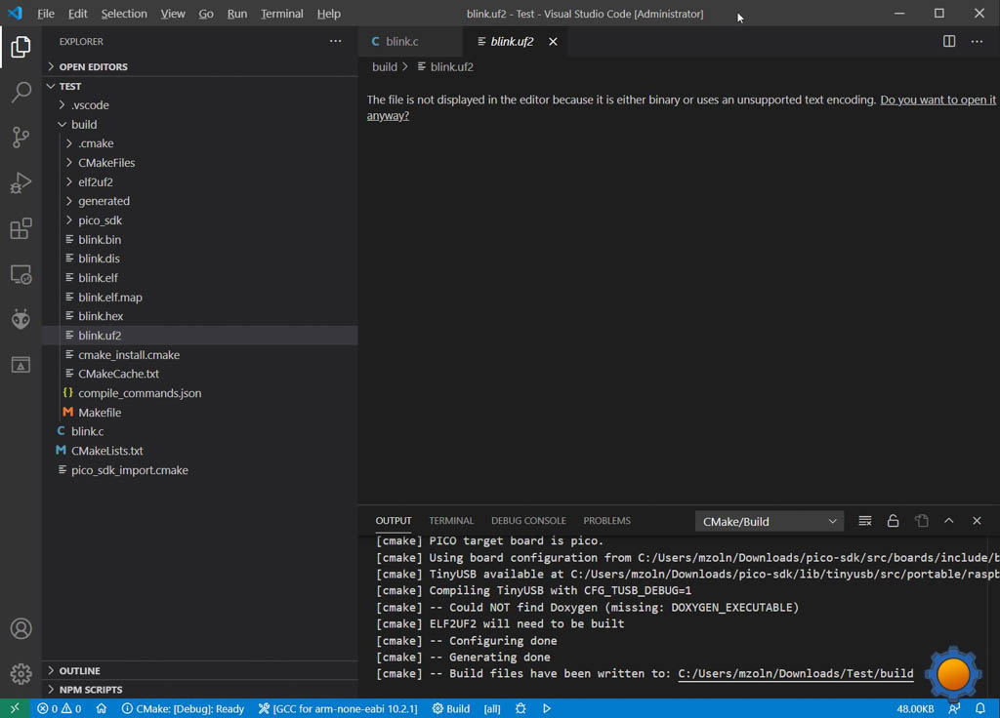 File Edit Selection View Go Run Terminal Help
blink.uf2 - Test - Visual Studio Code [Administrator]
EXPLORER
OPEN EDITORS
TEST
.vscode
build
.cmake
CMakeFiles
elf2uf2
generated
pico_sdk
blink.bin
blink.dis
blink.elf
blink.elf.map
blink.hex
blink.uf2
cmake_install.cmake
CMakeCache.txt
{} compile_commands.json
M Makefile
C blink.c
M CMakeLists.txt
pico_sdk_import.cmake
OUTLINE
NPM SCRIPTS
C blink.c
blink.uf2
build > blink.uf2
The file is not displayed in the editor because it is either binary or uses an unsupported text encoding. Do you want to open it
anyway?
OUTPUT TERMINAL DEBUG CONSOLE PROBLEMS
CMake/Build
[cmake] PICO target board is pico.
[cmake] Using board configuration from C:/Users/mzoln/Downloads/pico-sdk/src/boards/include/b
[cmake] TinyUSB available at C:/Users/mzoln/Downloads/pico-sdk/lib/tinyusb/src/portable/raspb
[cmake] Compiling TinyUSB with CFG_TUSB_DEBUG=1
[cmake] -- Could NOT find Doxygen (missing: DOXYGEN_EXECUTABLE)
[cmake] ELF2UF2 will need to be built
[cmake] -- Configuring done
[cmake] -- Generating done
[cmake] -- Build files have been written to: C:/Users/mzoln/Downloads/Test/build
0 0 CMake: [Debug]: Ready [GCC for arm-none-eabi 10.2.1] Build [all] 48.00KB